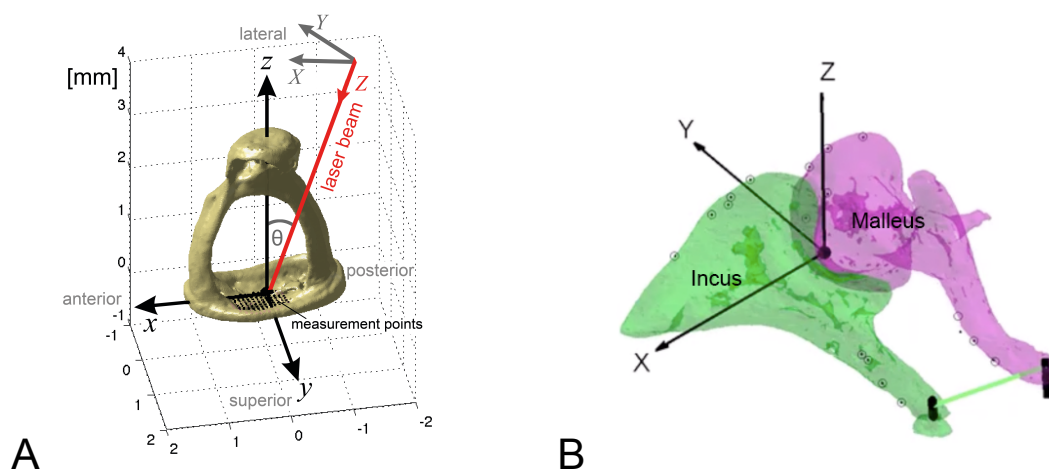 lateral
Y
X
Z
z
[mm]
4
3
2
1
0
-1
-1
0
1
2
2
1
0
-1
-2
laser beam
θ
posterior
anterior
x
measurement points
y
superior
A
Z
Y
Malleus
Incus
X
B